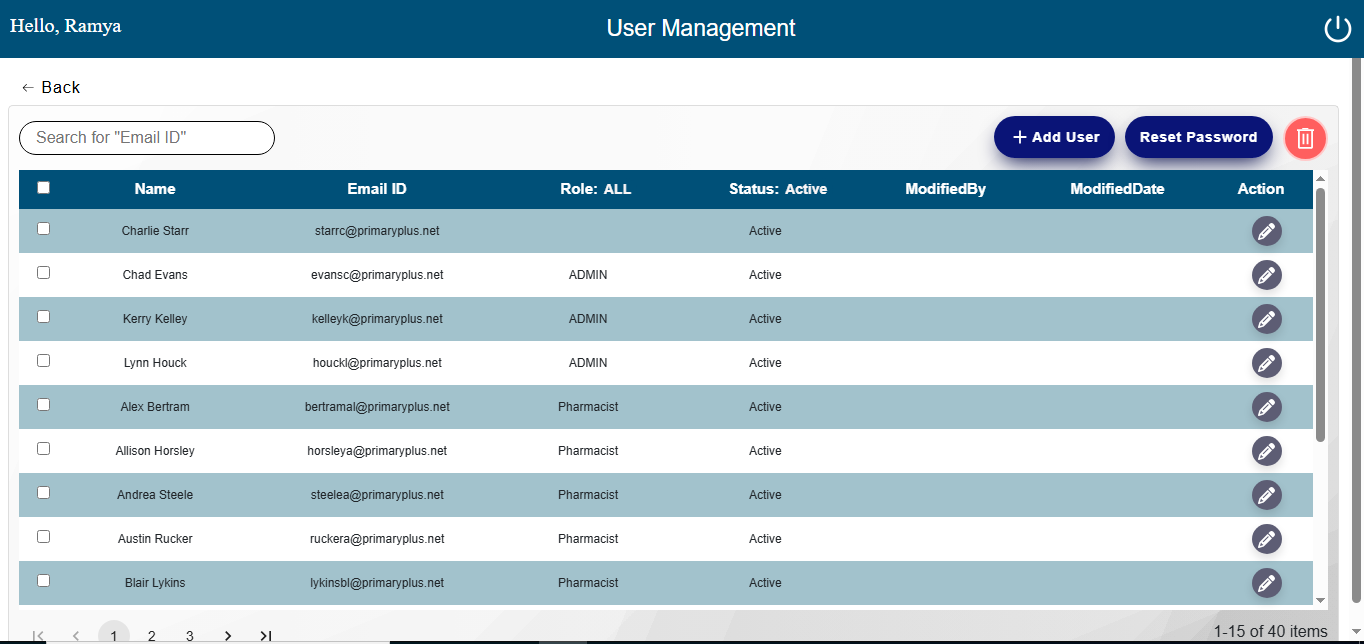 Hello, Ramya
User Management
← Back
Search for "Email ID"
+ Add User
Reset Password
Name Email ID Role: ALL Status: Active ModifiedBy ModifiedDate Action
Charlie Starr starrc@primaryplus.net Active
Chad Evans evansc@primaryplus.net ADMIN Active
Kerry Kelley kelleyk@primaryplus.net ADMIN Active
Lynn Houck houckl@primaryplus.net ADMIN Active
Alex Bertram bertramal@primaryplus.net Pharmacist Active
Allison Horsley horsleya@primaryplus.net Pharmacist Active
Andrea Steele steelea@primaryplus.net Pharmacist Active
Austin Rucker ruckera@primaryplus.net Pharmacist Active
Blair Lykins lykinsbl@primaryplus.net Pharmacist Active
1 2 3
1-15 of 40 items